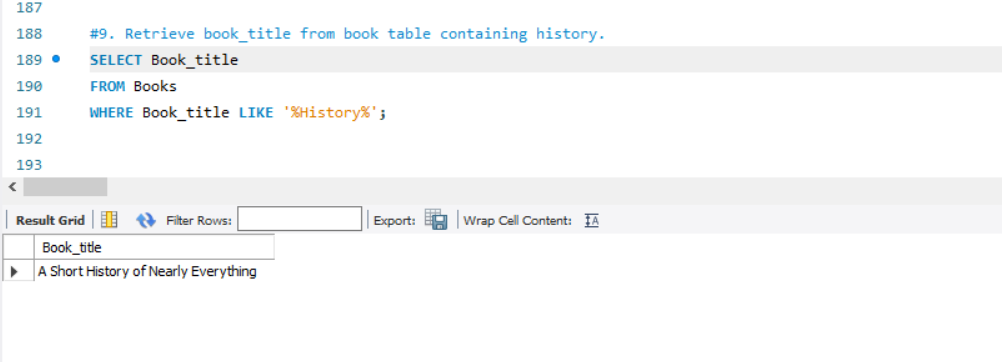 187
188 #9. Retrieve book_title from book table containing history.
189 SELECT Book_title
190 FROM Books
191 WHERE Book_title LIKE '%History%';
192
193
Result Grid Filter Rows: Export: Wrap Cell Content: IA
Book_title
A Short History of Nearly Everything